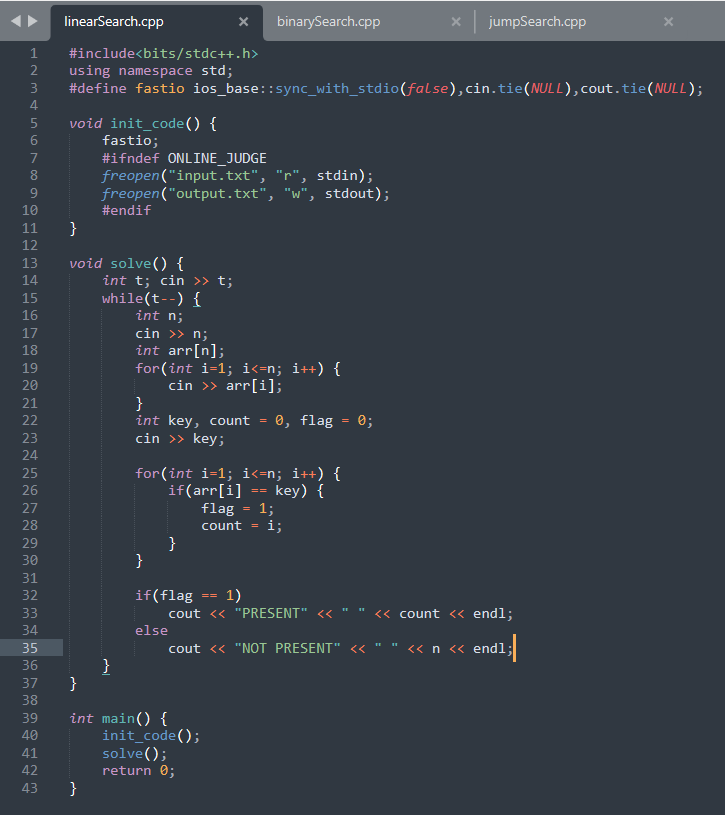 linearSearch.cpp × binarySearch.cpp × jumpSearch.cpp ×
1 #include<bits/stdc++.h>
2 using namespace std;
3 #define fastio ios_base::sync_with_stdio(false),cin.tie(NULL),cout.tie(NULL);
4
5 void init_code() {
6     fastio;
7     #ifndef ONLINE_JUDGE
8     freopen("input.txt", "r", stdin);
9     freopen("output.txt", "w", stdout);
10     #endif
11 }
12
13 void solve() {
14     int t; cin >> t;
15     while(t--) {
16         int n;
17         cin >> n;
18         int arr[n];
19         for(int i=1; i<=n; i++) {
20             cin >> arr[i];
21         }
22         int key, count = 0, flag = 0;
23         cin >> key;
24
25         for(int i=1; i<=n; i++) {
26             if(arr[i] == key) {
27                 flag = 1;
28                 count = i;
29             }
30         }
31
32         if(flag == 1)
33             cout << "PRESENT" << " " << count << endl;
34         else
35             cout << "NOT PRESENT" << " " << n << endl;
36     }
37 }
38
39 int main() {
40     init_code();
41     solve();
42     return 0;
43 }